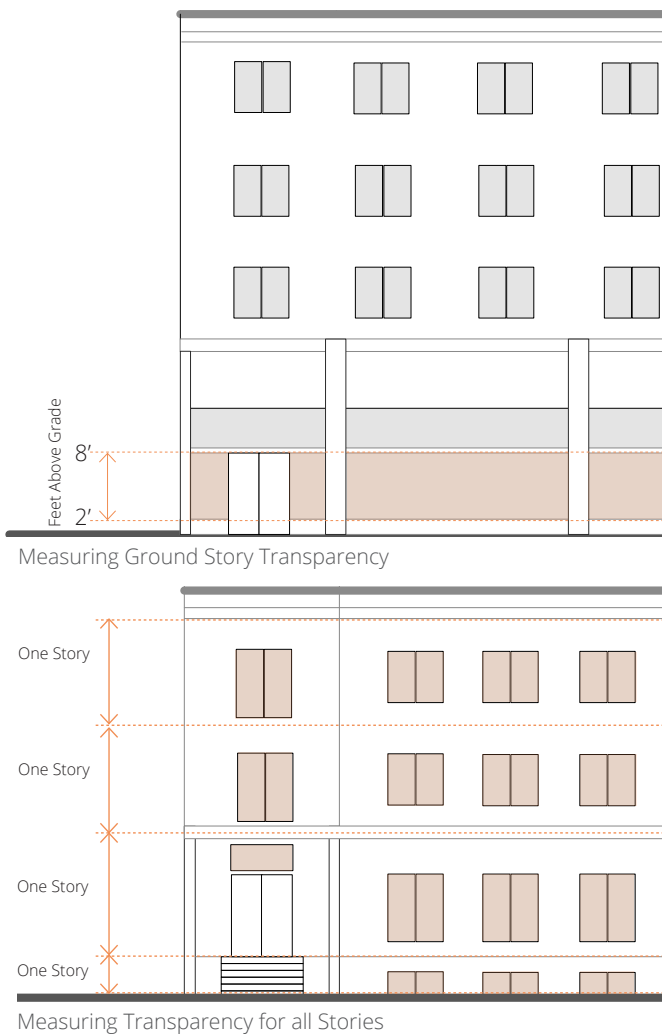 Feet Above Grade
8’
2’
Measuring Ground Story Transparency
One Story
One Story
One Story
One Story
Measuring Transparency for all Stories